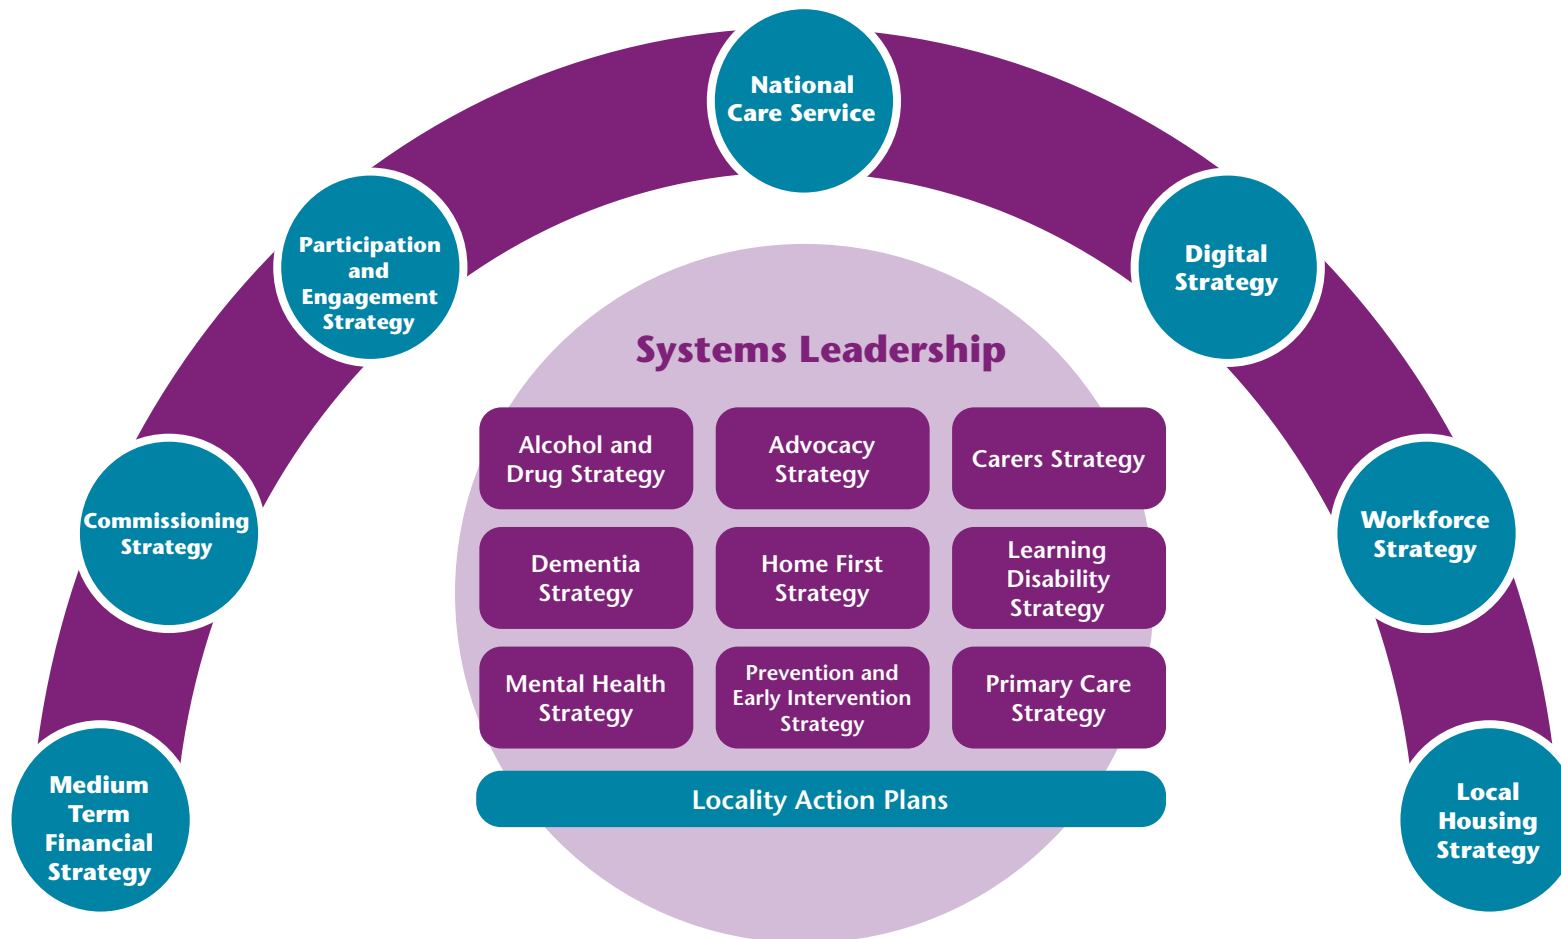 National
Care Service
Participation
and
Engagement
Strategy
Digital
Strategy
Commissioning
Strategy
Workforce
Strategy
Medium
Term
Financial
Strategy
Local
Housing
Strategy
Systems Leadership
Alcohol and
Drug Strategy
Advocacy
Strategy
Carers Strategy
Dementia
Strategy
Home First
Strategy
Learning
Disability
Strategy
Mental Health
Strategy
Prevention and
Early Intervention
Strategy
Primary Care
Strategy
Locality Action Plans